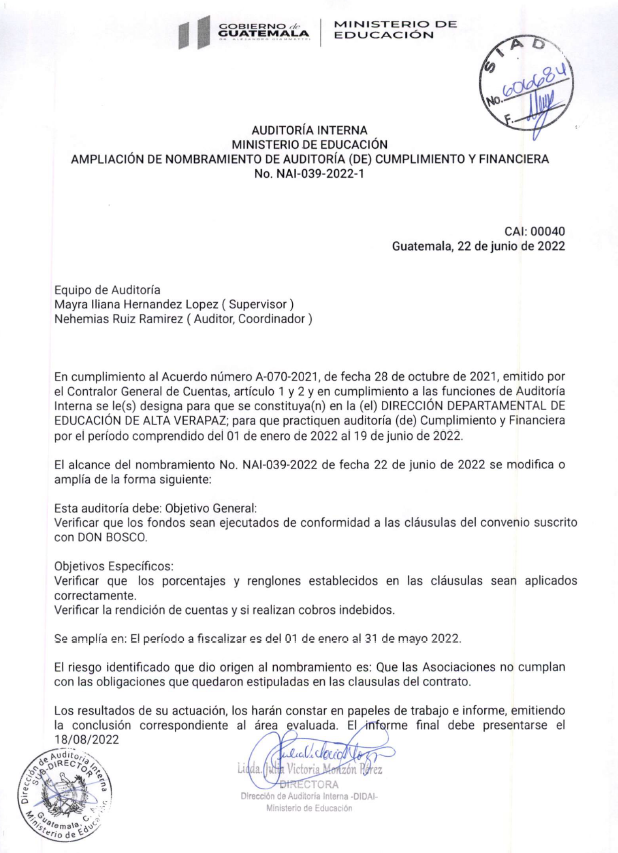 GOBIERNO de
GUATEMALA
MINISTERIO DE
EDUCACIÓN
SIAD
No. 606684
F.
AUDITORÍA INTERNA
MINISTERIO DE EDUCACIÓN
AMPLIACIÓN DE NOMBRAMIENTO DE AUDITORÍA (DE) CUMPLIMIENTO Y FINANCIERA
No. NAI-039-2022-1
CAI: 00040
Guatemala, 22 de junio de 2022
Equipo de Auditoría
Mayra Iliana Hernandez Lopez ( Supervisor )
Nehemias Ruiz Ramirez ( Auditor, Coordinador )
En cumplimiento al Acuerdo número A-070-2021, de fecha 28 de octubre de 2021, emitido por
el Contralor General de Cuentas, artículo 1 y 2 y en cumplimiento a las funciones de Auditoría
Interna se le(s) designa para que se constituya(n) en la (el) DIRECCIÓN DEPARTAMENTAL DE
EDUCACIÓN DE ALTA VERAPAZ; para que practiquen auditoría (de) Cumplimiento y Financiera
por el período comprendido del 01 de enero de 2022 al 19 de junio de 2022.
El alcance del nombramiento No. NAI-039-2022 de fecha 22 de junio de 2022 se modifica o
amplía de la forma siguiente:
Esta auditoría debe: Objetivo General:
Verificar que los fondos sean ejecutados de conformidad a las cláusulas del convenio suscrito
con DON BOSCO.
Objetivos Específicos:
Verificar que los porcentajes y renglones establecidos en las cláusulas sean aplicados
correctamente.
Verificar la rendición de cuentas y si realizan cobros indebidos.
Se amplía en: El período a fiscalizar es del 01 de enero al 31 de mayo 2022.
El riesgo identificado que dio origen al nombramiento es: Que las Asociaciones no cumplan
con las obligaciones que quedaron estipuladas en las clausulas del contrato.
Los resultados de su actuación, los harán constar en papeles de trabajo e informe, emitiendo
la conclusión correspondiente al área evaluada. El informe final debe presentarse el
18/08/2022
Licda. Julia Victoria Monzón Pérez
DIRECTORA
Dirección de Auditoría Interna -DIDAI-
Ministerio de Educación
Dirección de Auditoría Interna
SUB-DIRECTOR
Guatemala, C. A.
Ministerio de Educación